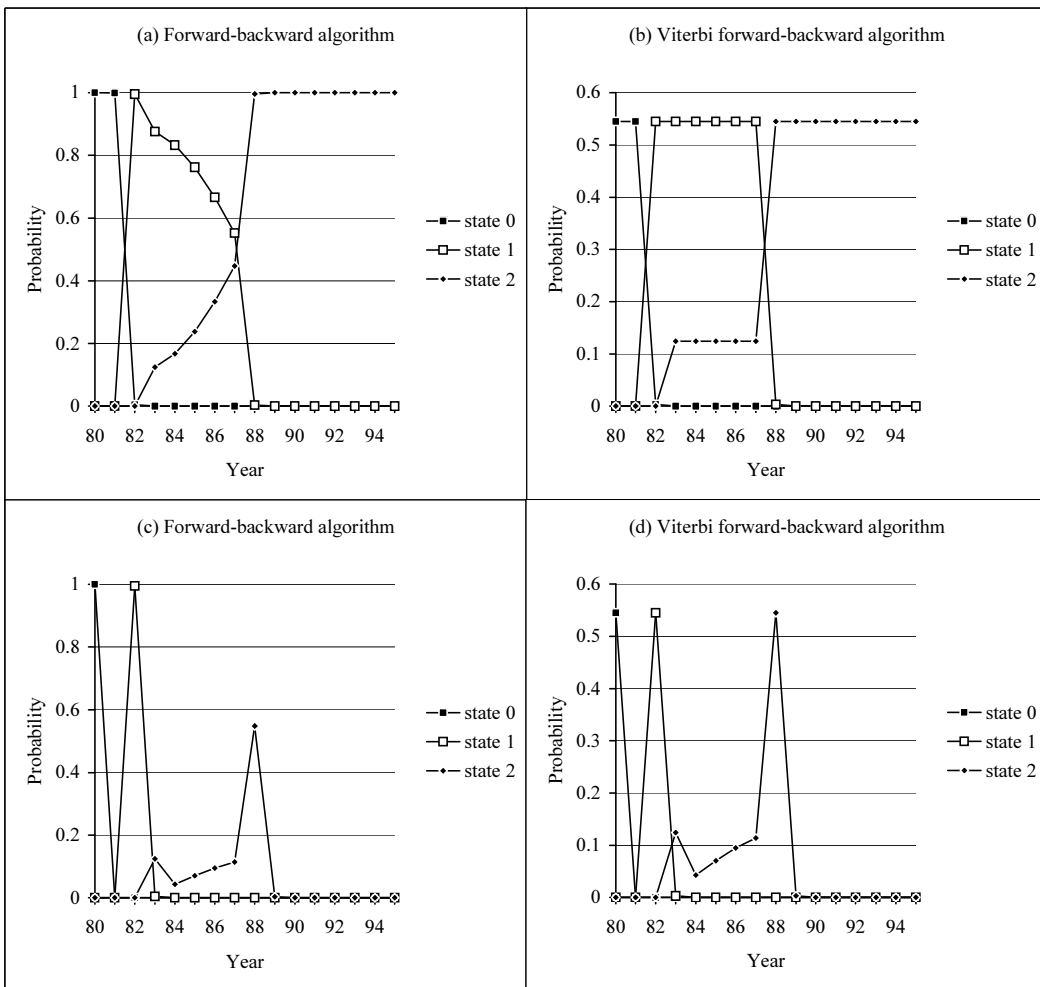 (a) Forward-backward algorithm
1
0.8
0.6
0.4
0.2
0
80 82 84 86 88 90 92 94
Year
Probability
state 0
state 1
state 2
(b) Viterbi forward-backward algorithm
0.6
0.5
0.4
0.3
0.2
0.1
0
80 82 84 86 88 90 92 94
Year
Probability
state 0
state 1
state 2
(c) Forward-backward algorithm
1
0.8
0.6
0.4
0.2
0
80 82 84 86 88 90 92 94
Year
Probability
state 0
state 1
state 2
(d) Viterbi forward-backward algorithm
0.6
0.5
0.4
0.3
0.2
0.1
0
80 82 84 86 88 90 92 94
Year
Probability
state 0
state 1
state 2